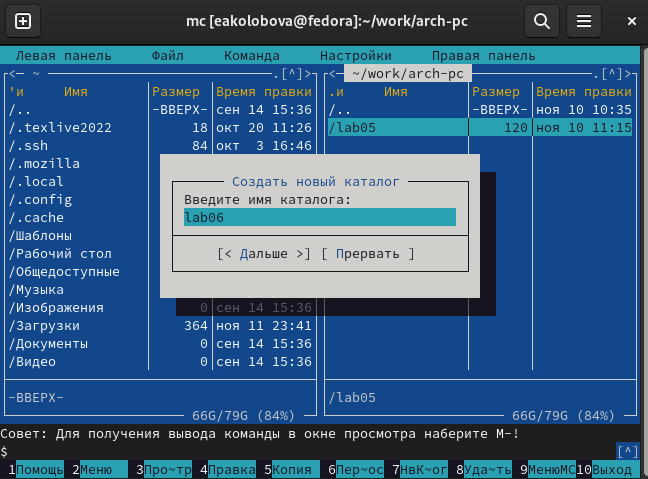 mc [eakolobova@fedora]:~/work/arch-pc
Левая панель Файл Команда Настройки Правая панель
<— ~ .[^]> <— ~/work/arch-pc .[^]>
'и Имя Размер Время правки .и Имя Размер Время правки
/.. -ВВЕРХ- сен 14 15:36 /.. -ВВЕРХ- ноя 10 10:35
/.texlive2022 18 окт 20 11:26 /lab05 120 ноя 10 11:15
/.ssh 84 окт 3 16:46
/.mozilla
/.local Создать новый каталог
/.config Введите имя каталога:
/.cache lab06
/Шаблоны
/Рабочий стол [< Дальше >] [ Прервать ]
/Общедоступные
/Музыка
/Изображения 0 сен 14 15:36
/Загрузки 364 ноя 11 23:41
/Документы 0 сен 14 15:36
/Видео 0 сен 14 15:36
-ВВЕРХ- /lab05
66G/79G (84%) 66G/79G (84%)
Совет: Для получения вывода команды в окне просмотра наберите M-!
$ [^]
1Помощь 2Меню 3Про~тр 4Правка 5Копия 6Пер~ос 7НвК~ог 8Уда~ть 9МенюMC 10Выход